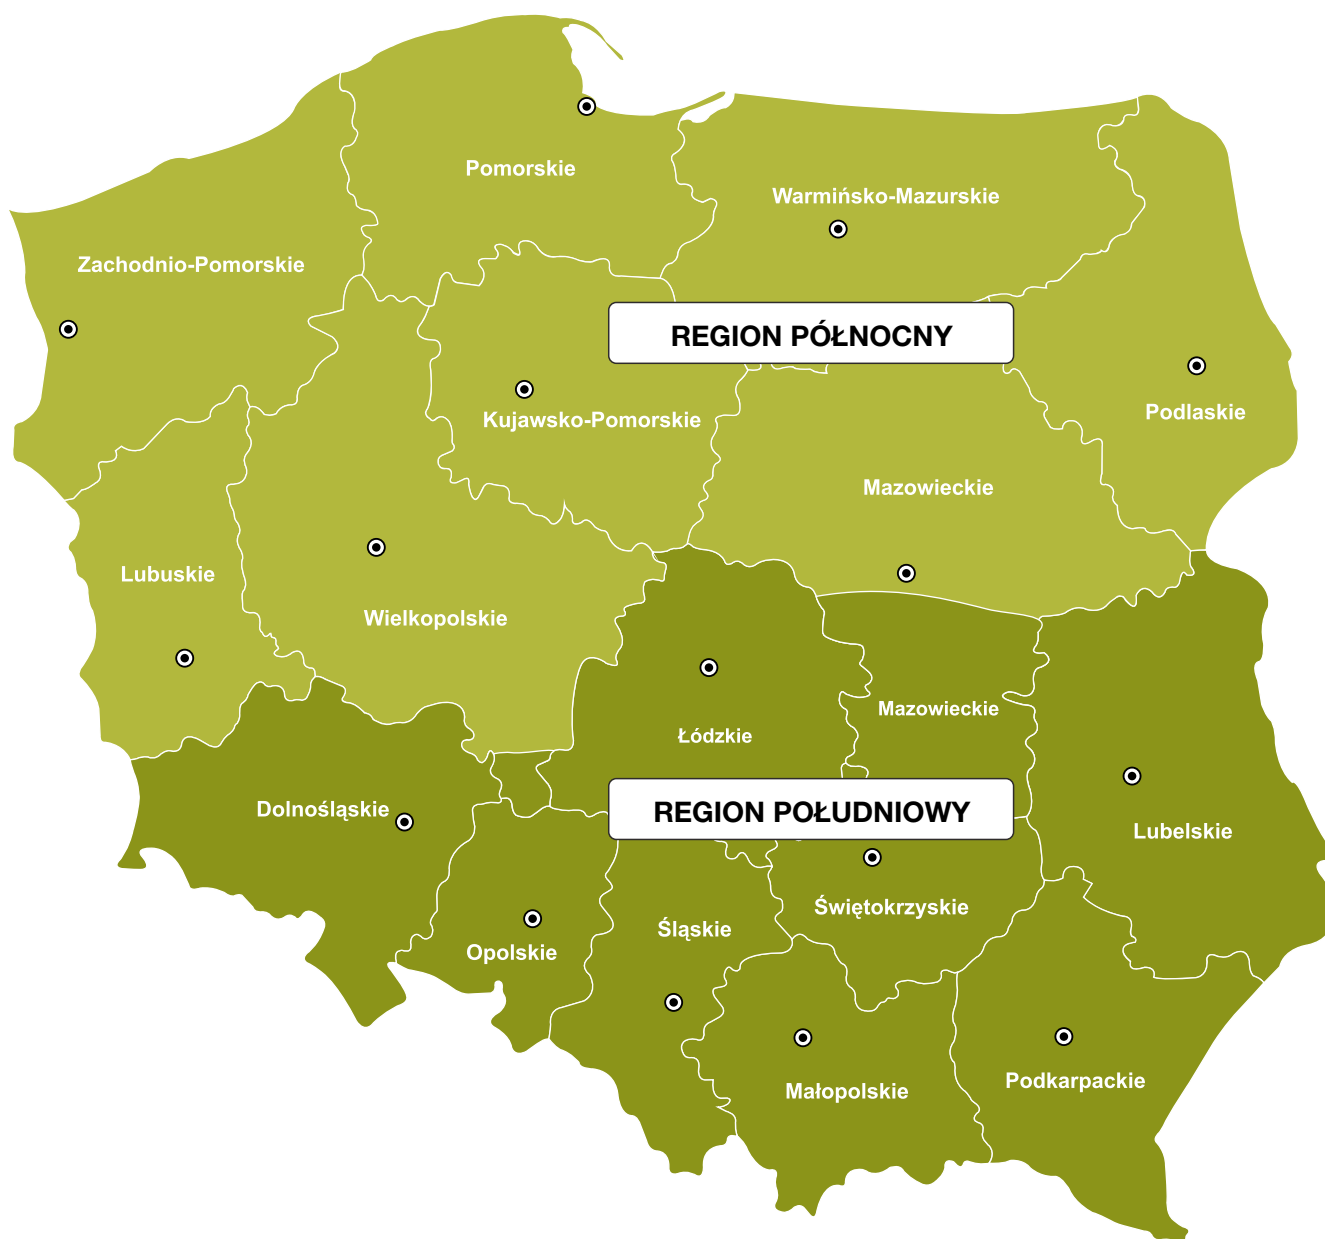 Pomorskie
Warmińsko-Mazurskie
Zachodnio-Pomorskie
REGION PÓŁNOCNY
Podlaskie
Kujawsko-Pomorskie
Mazowieckie
Lubuskie
Wielkopolskie
Mazowieckie
Łódzkie
REGION POŁUDNIOWY
Dolnośląskie
Lubelskie
Świętokrzyskie
Śląskie
Opolskie
Podkarpackie
Małopolskie